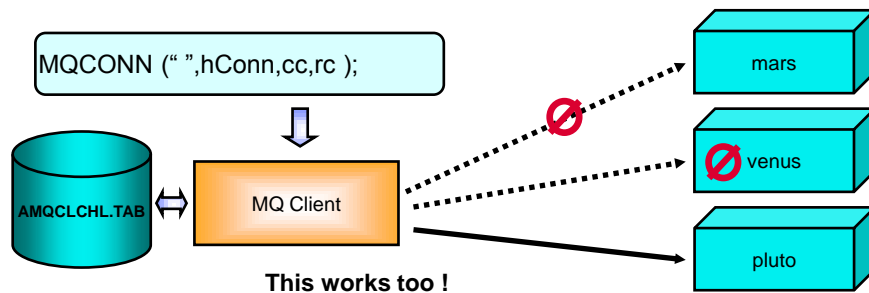 MQCONN (“ ”,hConn,cc,rc );
mars
venus
AMQCLCHL.TAB
MQ Client
pluto
This works too !